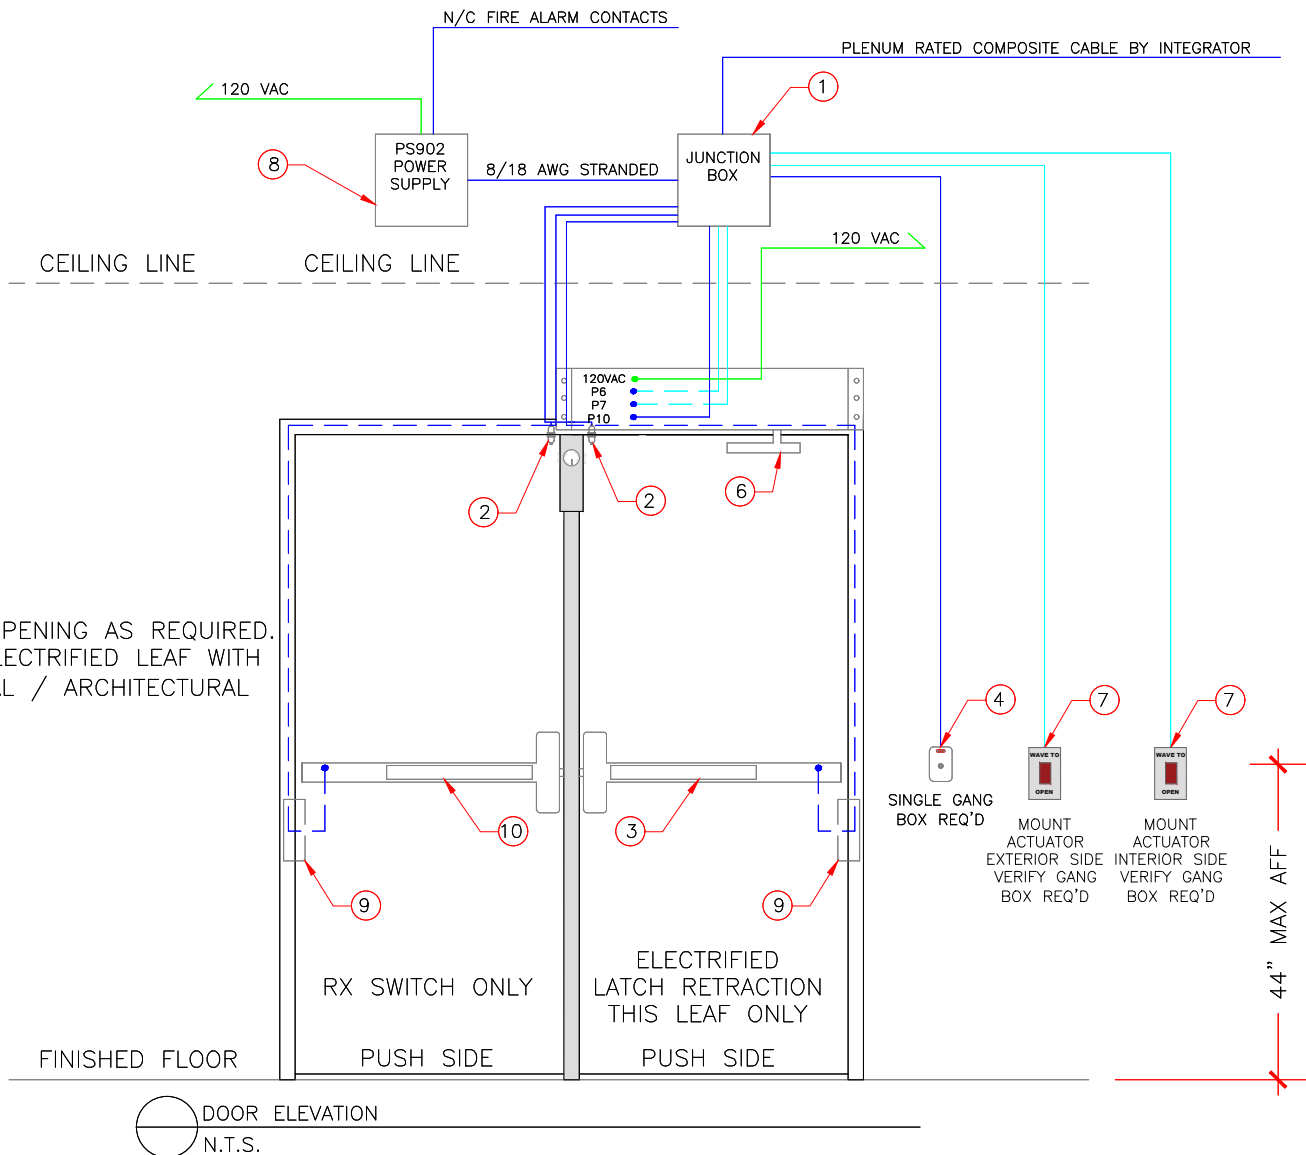 N/C FIRE ALARM CONTACTS
PLENUM RATED COMPOSITE CABLE BY INTEGRATOR
120 VAC
1
PS902
POWER
SUPPLY
8
8/18 AWG STRANDED
JUNCTION
BOX
120 VAC
CEILING LINE
CEILING LINE
120VAC
P6
P7
P10
2
2
6
PENING AS REQUIRED.
LECTRIFIED LEAF WITH
AL / ARCHITECTURAL
4
7
7
WAVE TO
OPEN
WAVE TO
OPEN
SINGLE GANG
BOX REQ'D
MOUNT
ACTUATOR
EXTERIOR SIDE
VERIFY GANG
BOX REQ'D
MOUNT
ACTUATOR
INTERIOR SIDE
VERIFY GANG
BOX REQ'D
44" MAX AFF
10
3
9
9
RX SWITCH ONLY
ELECTRIFIED
LATCH RETRACTION
THIS LEAF ONLY
FINISHED FLOOR
PUSH SIDE
PUSH SIDE
DOOR ELEVATION
N.T.S.